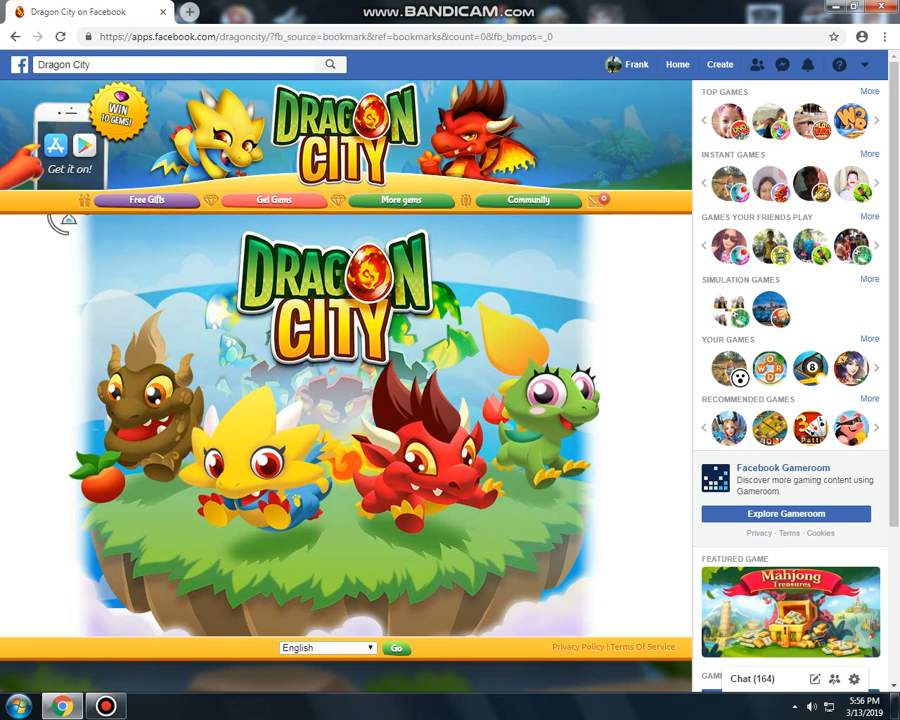 www.BANDICAM.com
Dragon City on Facebook
https://apps.facebook.com/dragoncity/?fb_source=bookmark&ref=bookmarks&count=0&fb_bmpos=_0
Dragon City
Frank
Home
Create
WIN
10 GEMS!
Get it on!
DRAGON
CITY
Free Gifts
Get Gems
More gems
Community
DRAGON
CITY
English
Go
Privacy Policy | Terms Of Service
TOP GAMES
More
INSTANT GAMES
More
GAMES YOUR FRIENDS PLAY
More
SIMULATION GAMES
YOUR GAMES
More
RECOMMENDED GAMES
More
Facebook Gameroom
Discover more gaming content using
Gameroom.
Explore Gameroom
Privacy · Terms · Cookies
FEATURED GAME
Mahjong
Treasures
Chat (164)
5:56 PM
3/13/2019